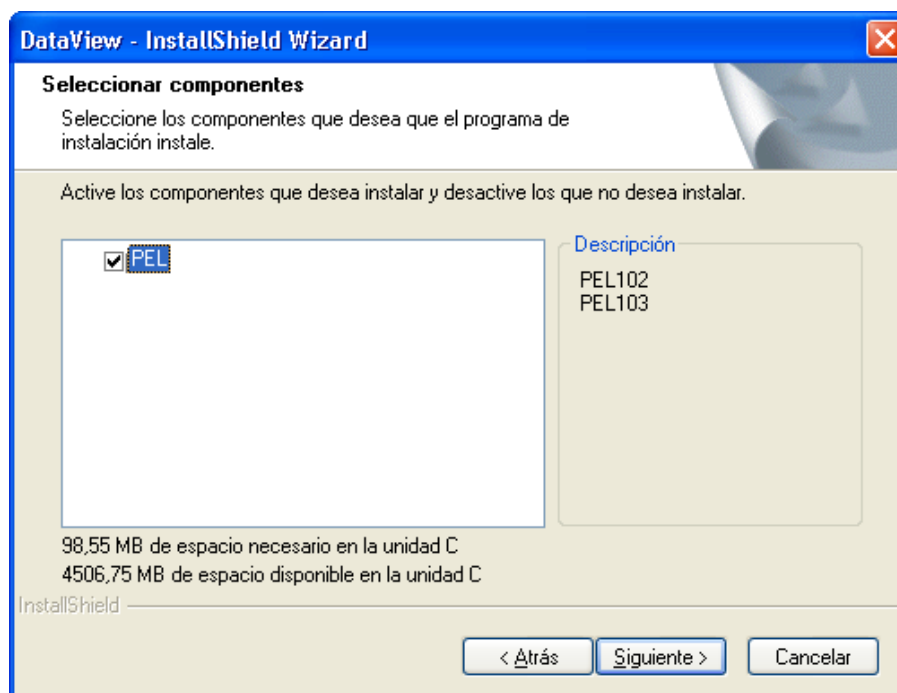 DataView - InstallShield Wizard
Seleccionar componentes
Seleccione los componentes que desea que el programa de
instalación instale.
Active los componentes que desea instalar y desactive los que no desea instalar.
PEL
Descripción
PEL102
PEL103
98,55 MB de espacio necesario en la unidad C
4506,75 MB de espacio disponible en la unidad C
InstallShield
< Atrás
Siguiente >
Cancelar